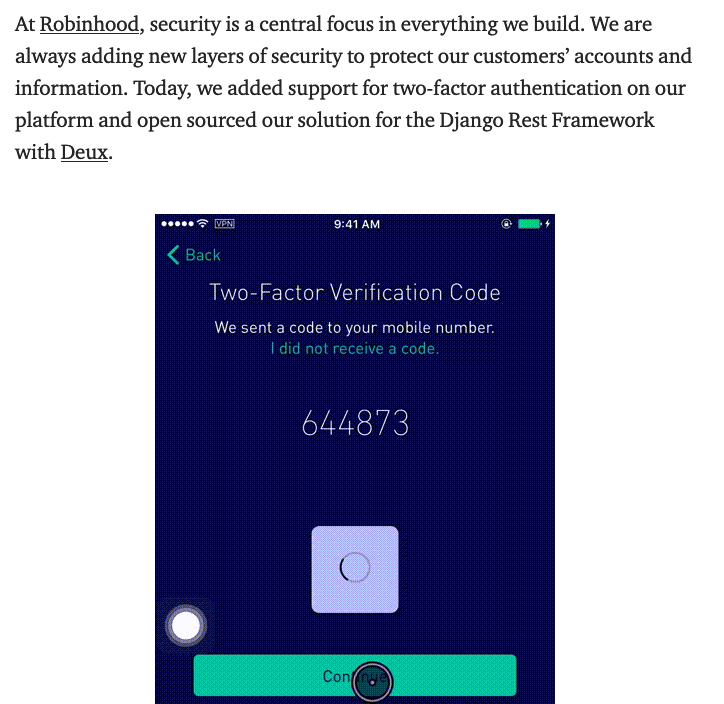 At Robinhood, security is a central focus in everything we build. We are
always adding new layers of security to protect our customers’ accounts and
information. Today, we added support for two-factor authentication on our
platform and open sourced our solution for the Django Rest Framework
with Deux.
VPN 9:41 AM
Back
Two-Factor Verification Code
We sent a code to your mobile number.
I did not receive a code.
644873
Continue